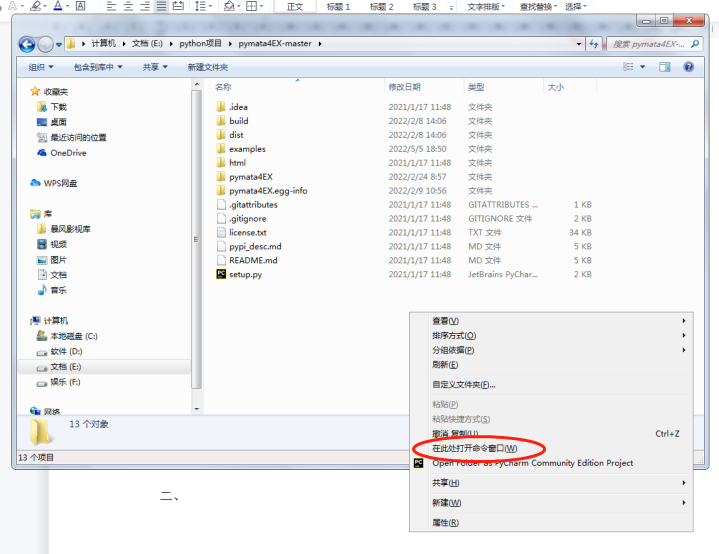 A A 正文 标题 1 标题 2 标题 3 文字排版 查找替换 选择
计算机 文档 (E:) python项目 pymata4EX-master 搜索 pymata4EX-...
组织 包含到库中 共享 新建文件夹
名称 修改日期 类型 大小
收藏夹
下载
桌面
最近访问的位置
OneDrive
WPS网盘
库
暴风影视库
视频
图片
文档
音乐
计算机
本地磁盘 (C:)
软件 (D:)
文档 (E:)
娱乐 (F:)
网络
.idea 2021/1/17 11:48 文件夹
build 2022/2/8 14:06 文件夹
dist 2022/2/8 14:06 文件夹
examples 2022/5/5 18:50 文件夹
html 2021/1/17 11:48 文件夹
pymata4EX 2022/2/24 8:57 文件夹
pymata4EX.egg-info 2022/2/9 10:56 文件夹
.gitattributes 2021/1/17 11:48 GITATTRIBUTES ... 1 KB
.gitignore 2021/1/17 11:48 GITIGNORE 文件 2 KB
license.txt 2021/1/17 11:48 TXT 文件 34 KB
pypi_desc.md 2021/1/17 11:48 MD 文件 5 KB
README.md 2021/1/17 11:48 MD 文件 5 KB
setup.py 2021/1/17 11:48 JetBrains PyChar... 2 KB
查看(V)
排序方式(O)
分组依据(P)
刷新(E)
自定义文件夹(F)...
粘贴(P)
粘贴快捷方式(S)
撤消 复制(U) Ctrl+Z
在此处打开命令窗口(W)
Open Folder as PyCharm Community Edition Project
共享(H)
新建(W)
属性(R)
13 个对象
13 个项目
二、